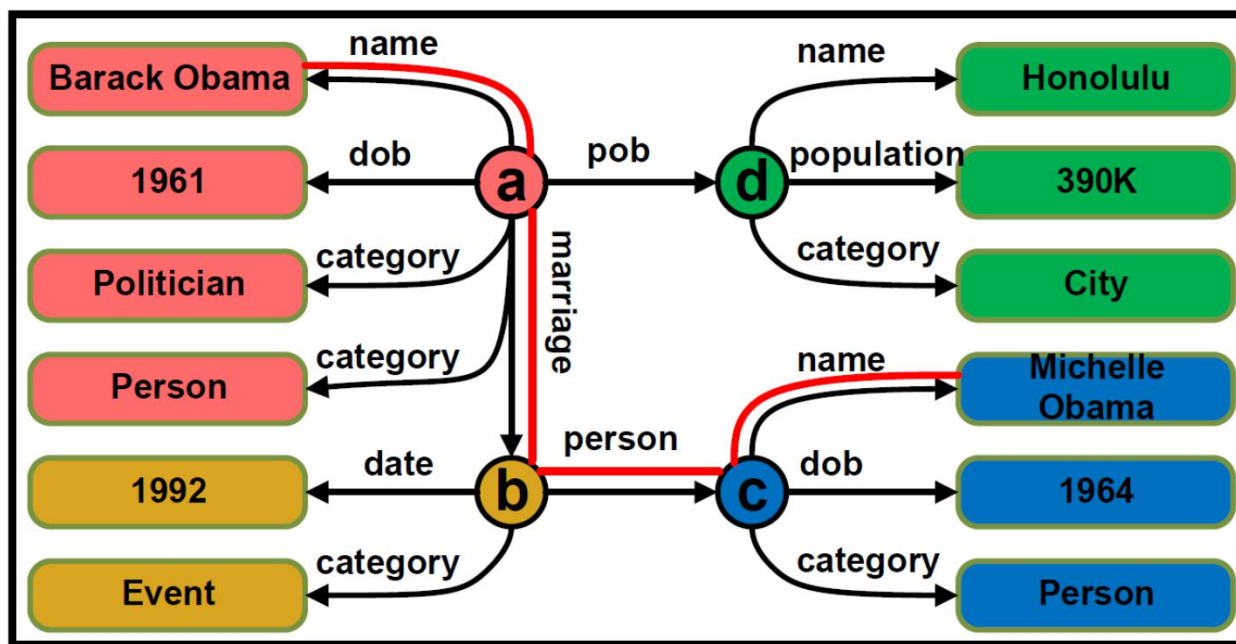 name
name
Barack Obama
Honolulu
dob
pob
population
1961
a
d
390K
category
marriage
category
Politician
City
category
name
Person
Michelle
Obama
date
person
dob
1992
b
c
1964
category
category
Event
Person